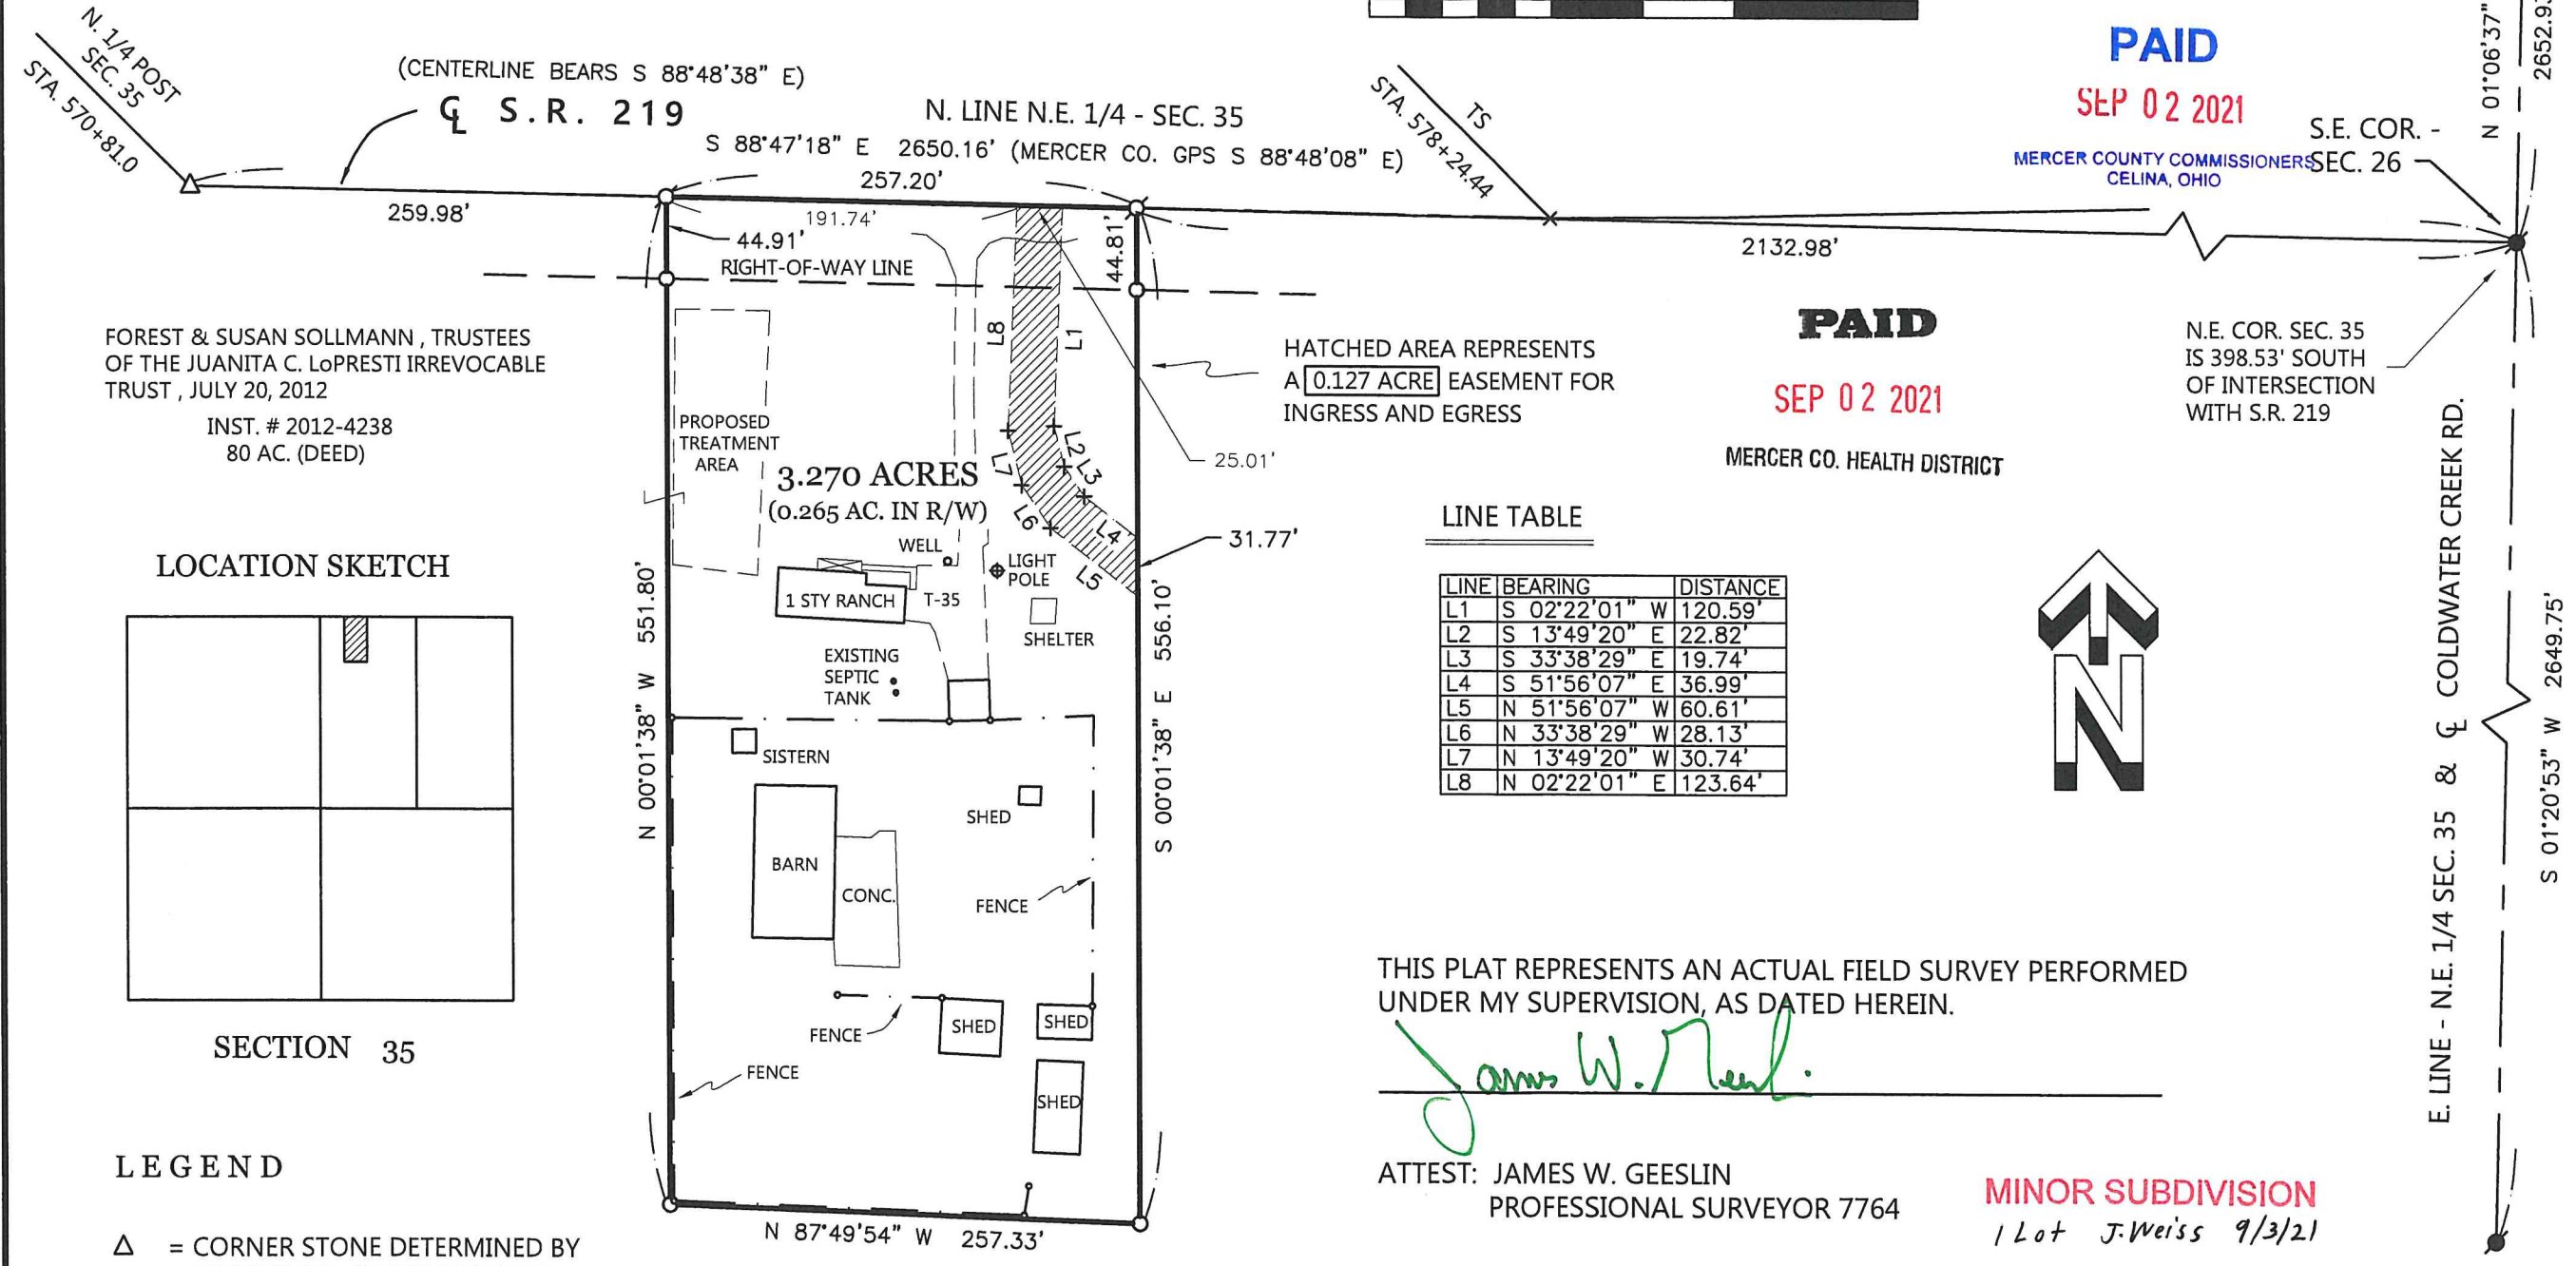 N. 1/4 POST
SEC. 35
STA. 570+81.0
(CENTERLINE BEARS S 88°48'38" E)
℄ S.R. 219
N. LINE N.E. 1/4 - SEC. 35
S 88°47'18" E 2650.16' (MERCER CO. GPS S 88°48'08" E)
TS
STA. 578+24.44
PAID
SEP 02 2021
MERCER COUNTY COMMISSIONERS
CELINA, OHIO
S.E. COR. -
SEC. 26
N 01°06'37"
259.98'
257.20'
191.74'
44.91'
44.81'
2132.98'
RIGHT-OF-WAY LINE
FOREST & SUSAN SOLLMANN , TRUSTEES
OF THE JUANITA C. LoPRESTI IRREVOCABLE
TRUST , JULY 20, 2012
INST. # 2012-4238
80 AC. (DEED)
PROPOSED
TREATMENT
AREA
L8
L1
L2
L3
L7
L6
L4
L5
3.270 ACRES
(0.265 AC. IN R/W)
HATCHED AREA REPRESENTS
A 0.127 ACRE EASEMENT FOR
INGRESS AND EGRESS
25.01'
31.77'
PAID
SEP 02 2021
MERCER CO. HEALTH DISTRICT
N.E. COR. SEC. 35
IS 398.53' SOUTH
OF INTERSECTION
WITH S.R. 219
LOCATION SKETCH
SECTION 35
WELL
LIGHT
POLE
1 STY RANCH
T-35
SHELTER
EXISTING
SEPTIC
TANK
SISTERN
SHED
BARN
CONC.
FENCE
FENCE
SHED
SHED
FENCE
SHED
N 00°01'38" W 551.80'
S 00°01'38" E 556.10'
N 87°49'54" W 257.33'
LINE TABLE
LINE BEARING DISTANCE
L1 S 02°22'01" W 120.59'
L2 S 13°49'20" E 22.82'
L3 S 33°38'29" E 19.74'
L4 S 51°56'07" E 36.99'
L5 N 51°56'07" W 60.61'
L6 N 33°38'29" W 28.13'
L7 N 13°49'20" W 30.74'
L8 N 02°22'01" E 123.64'
N
E. LINE - N.E. 1/4 SEC. 35 & ℄ COLDWATER CREEK RD.
S 01°20'53" W 2649.75'
THIS PLAT REPRESENTS AN ACTUAL FIELD SURVEY PERFORMED
UNDER MY SUPERVISION, AS DATED HEREIN.
James W.
ATTEST: JAMES W. GEESLIN
PROFESSIONAL SURVEYOR 7764
MINOR SUBDIVISION
1 Lot J. Weiss 9/3/21
LEGEND
△ = CORNER STONE DETERMINED BY